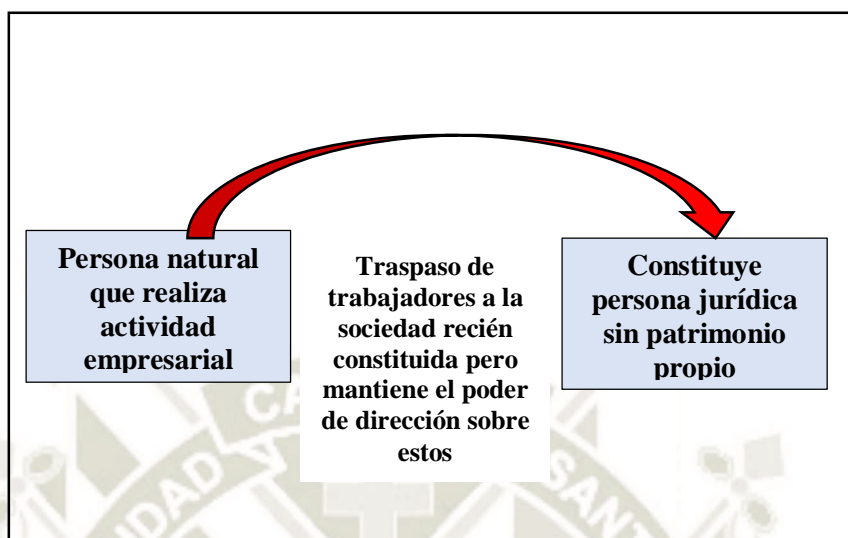 Persona natural
que realiza
actividad
empresarial
Traspaso de
trabajadores a la
sociedad recién
constituida pero
mantiene el poder
de dirección sobre
estos
Constituye
persona jurídica
sin patrimonio
propio